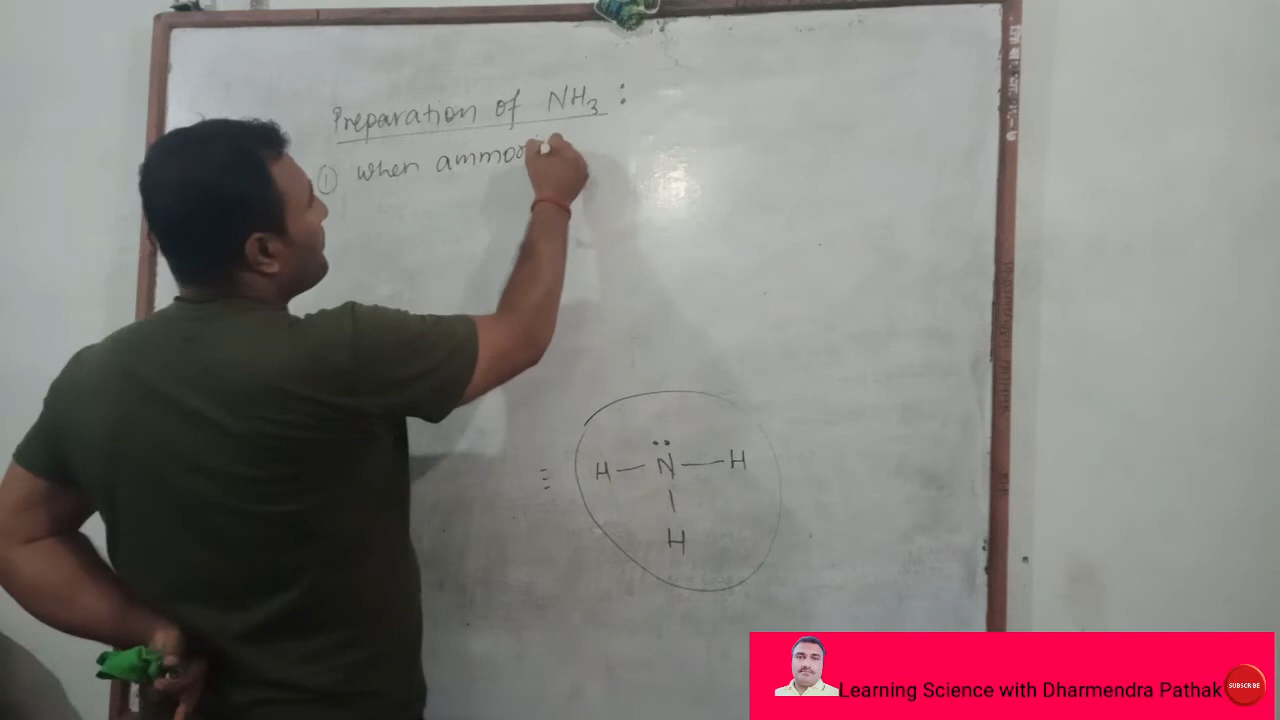 Preparation of NH3 :
① when ammo
H — N — H
H
Learning Science with Dharmendra Pathak
SUBSCRIBE